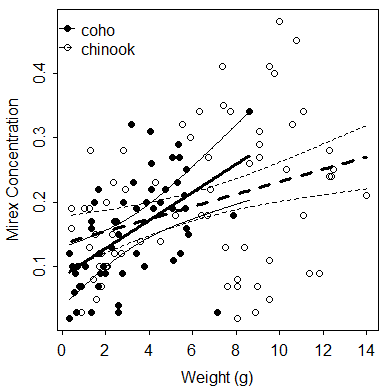 coho
chinook
Mirex Concentration
0.4
0.3
0.2
0.1
0 2 4 6 8 10 12 14
Weight (g)